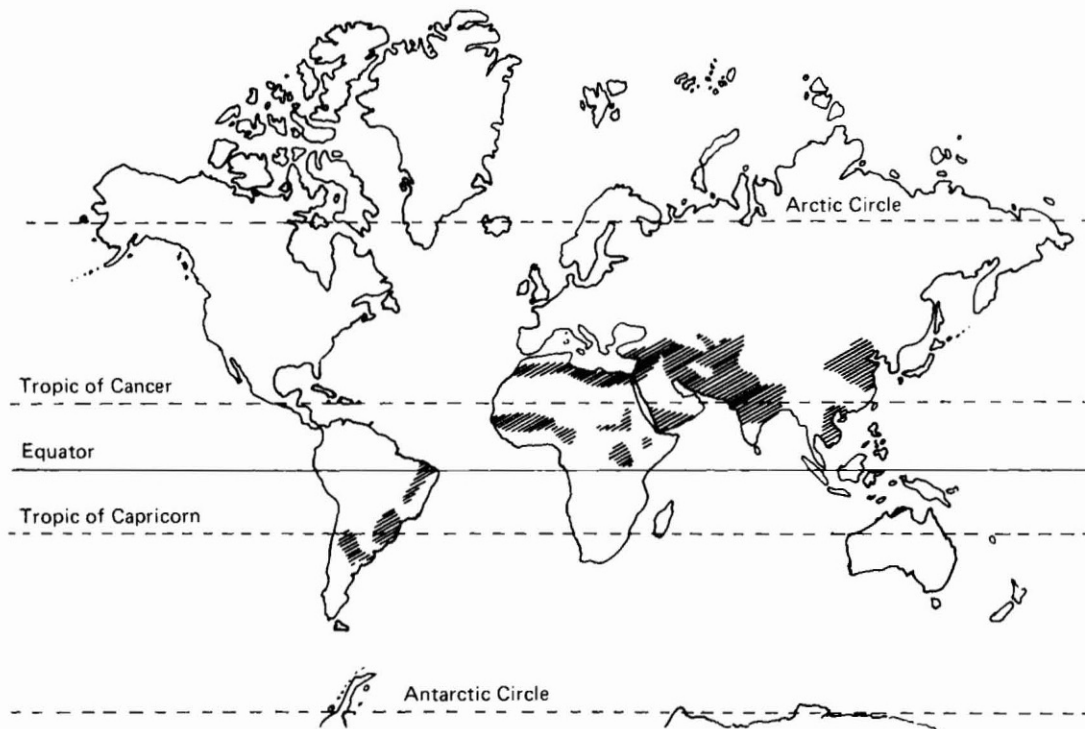 Arctic Circle
Tropic of Cancer
Equator
Tropic of Capricorn
Antarctic Circle